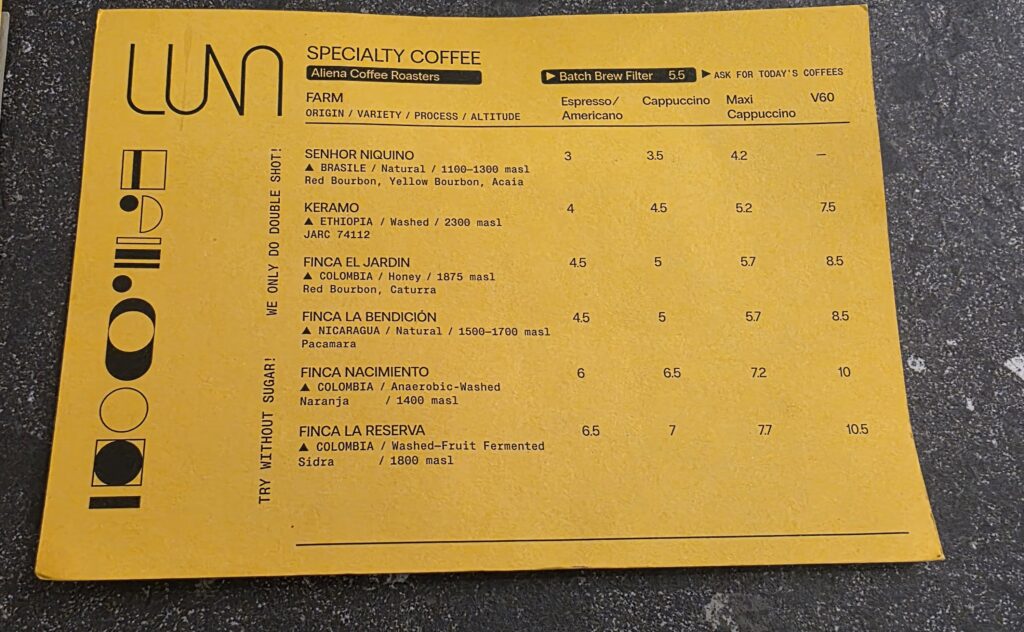 LUNA
SPECIALTY COFFEE
Aliena Coffee Roasters
▶ Batch Brew Filter 5.5 ▶ ASK FOR TODAY'S COFFEES
FARM
ORIGIN / VARIETY / PROCESS / ALTITUDE
Espresso/
Americano
Cappuccino
Maxi
Cappuccino
V60
SENHOR NIQUINO 3 3.5 4.2 —
▲ BRASILE / Natural / 1100—1300 masl
Red Bourbon, Yellow Bourbon, Acaia
KERAMO 4 4.5 5.2 7.5
▲ ETHIOPIA / Washed / 2300 masl
JARC 74112
FINCA EL JARDIN 4.5 5 5.7 8.5
▲ COLOMBIA / Honey / 1875 masl
Red Bourbon, Caturra
FINCA LA BENDICIÓN 4.5 5 5.7 8.5
▲ NICARAGUA / Natural / 1500—1700 masl
Pacamara
FINCA NACIMIENTO 6 6.5 7.2 10
▲ COLOMBIA / Anaerobic-Washed
Naranja / 1400 masl
FINCA LA RESERVA 6.5 7 7.7 10.5
▲ COLOMBIA / Washed—Fruit Fermented
Sidra / 1800 masl
TRY WITHOUT SUGAR! WE ONLY DO DOUBLE SHOT!